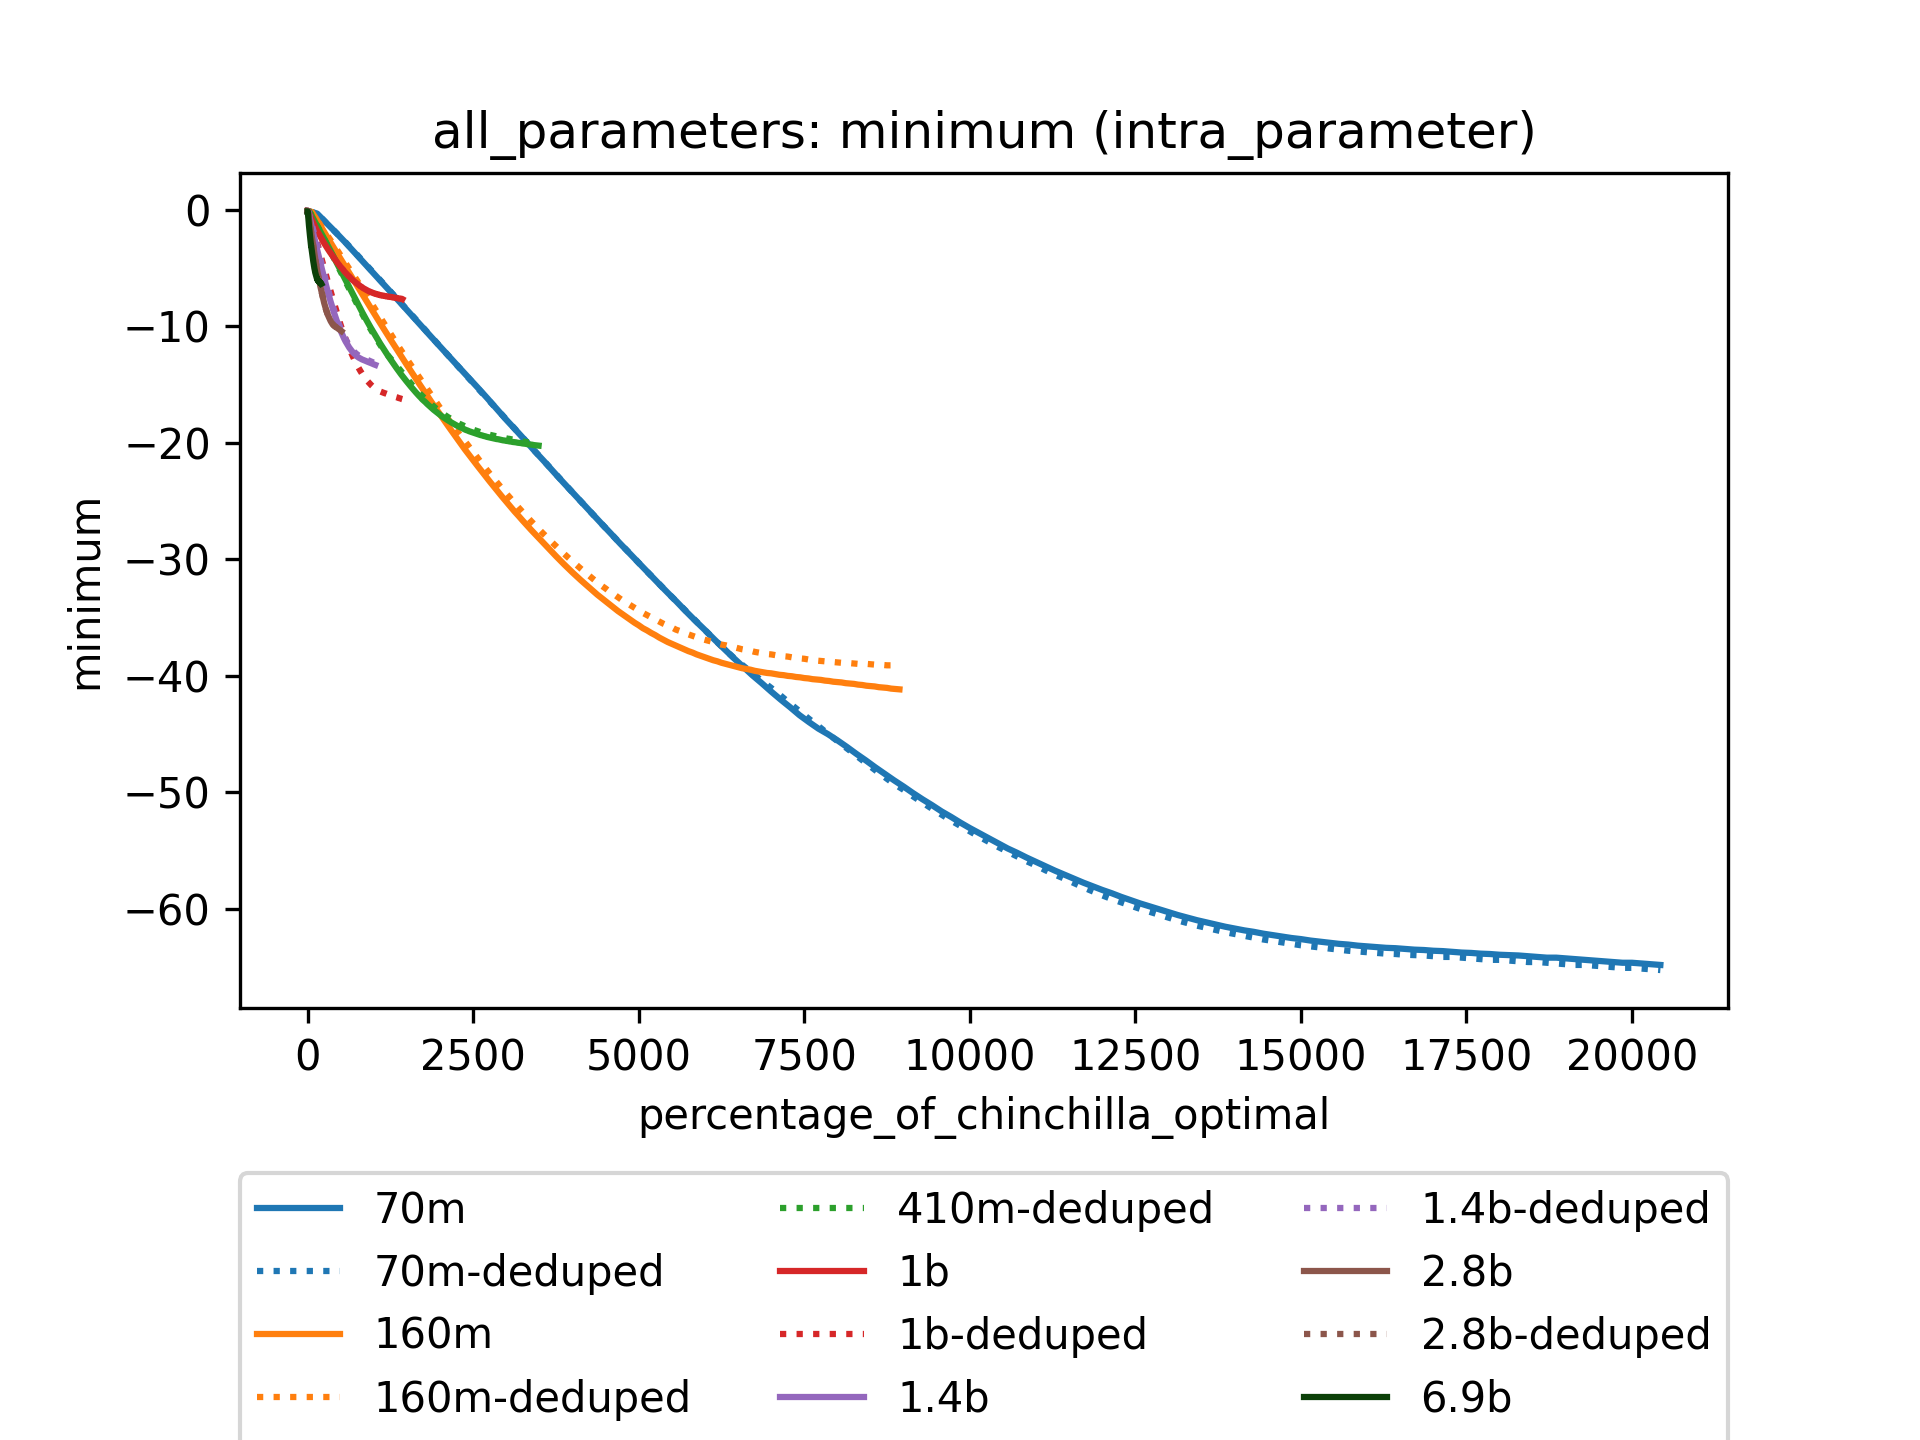 all_parameters: minimum (intra_parameter)
0
−10
−20
−30
−40
−50
−60
minimum
0 2500 5000 7500 10000 12500 15000 17500 20000
percentage_of_chinchilla_optimal
70m
70m-deduped
160m
160m-deduped
410m-deduped
1b
1b-deduped
1.4b
1.4b-deduped
2.8b
2.8b-deduped
6.9b